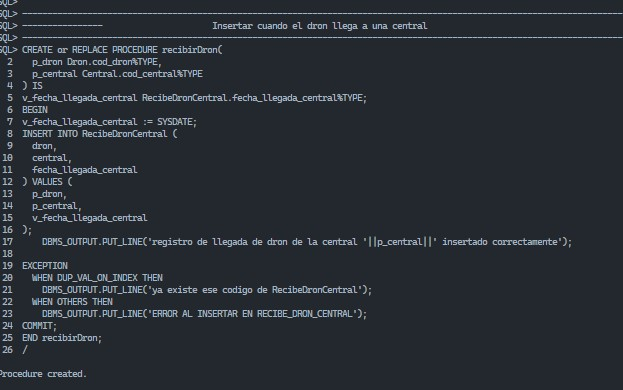 SQL>
SQL> --------------------------------------------------------------------------------------------------------------------------
SQL> ----------------                      Insertar cuando el dron llega a una central
SQL> --------------------------------------------------------------------------------------------------------------------------
SQL> CREATE or REPLACE PROCEDURE recibirDron(
  2    p_dron Dron.cod_dron%TYPE,
  3    p_central Central.cod_central%TYPE
  4  ) IS
  5  v_fecha_llegada_central RecibeDronCentral.fecha_llegada_central%TYPE;
  6  BEGIN
  7  v_fecha_llegada_central := SYSDATE;
  8  INSERT INTO RecibeDronCentral (
  9    dron,
 10    central,
 11    fecha_llegada_central
 12  ) VALUES (
 13    p_dron,
 14    p_central,
 15    v_fecha_llegada_central
 16  );
 17      DBMS_OUTPUT.PUT_LINE('registro de llegada de dron de la central '||p_central||' insertado correctamente');
 18
 19  EXCEPTION
 20    WHEN DUP_VAL_ON_INDEX THEN
 21      DBMS_OUTPUT.PUT_LINE('ya existe ese codigo de RecibeDronCentral');
 22    WHEN OTHERS THEN
 23      DBMS_OUTPUT.PUT_LINE('ERROR AL INSERTAR EN RECIBE_DRON_CENTRAL');
 24  COMMIT;
 25  END recibirDron;
 26  /
Procedure created.